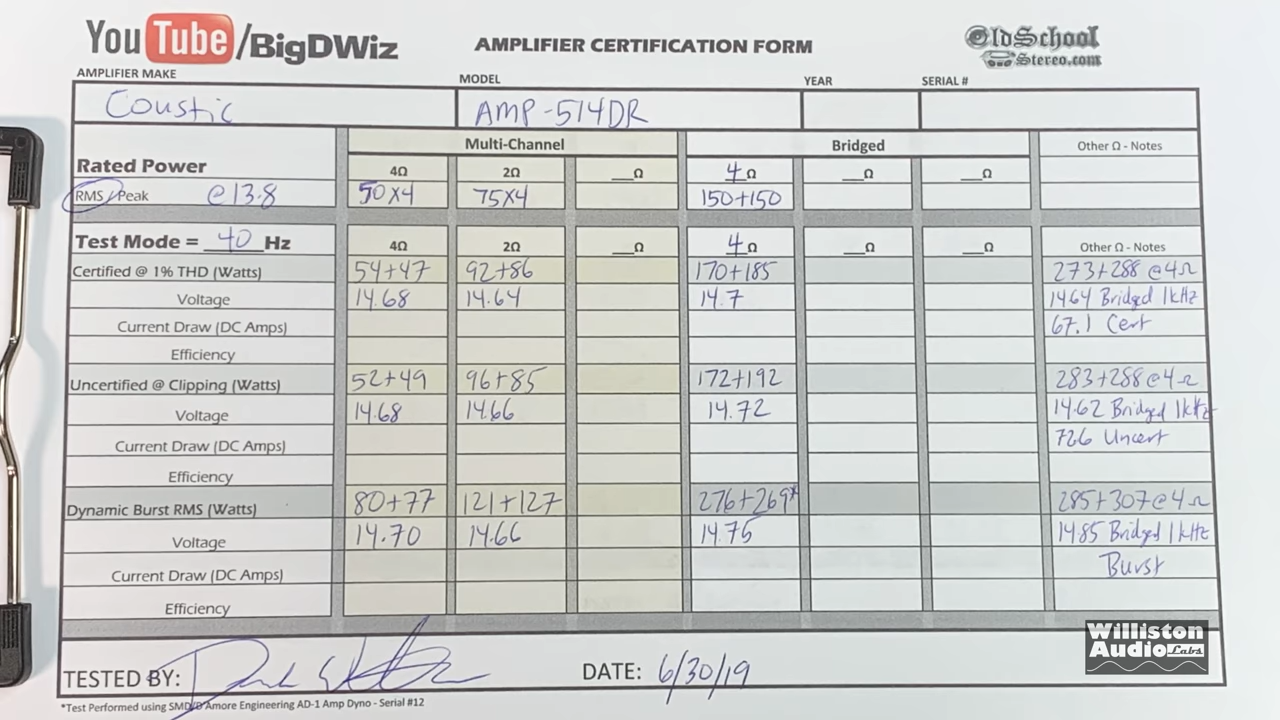 YouTube/BigDWiz AMPLIFIER CERTIFICATION FORM OldSchool
Stereo.com
AMPLIFIER MAKE MODEL YEAR SERIAL #
Coustic AMP-514DR
Multi-Channel Bridged Other Ω - Notes
Rated Power 4Ω 2Ω __Ω 4Ω __Ω __Ω
RMS/Peak @13.8 50x4 75x4 150+150
Test Mode = 40 Hz 4Ω 2Ω __Ω 4Ω __Ω __Ω Other Ω - Notes
Certified @ 1% THD (Watts) 54+47 92+86 170+185 273+288 @4Ω
Voltage 14.68 14.64 14.7 1464 Bridged 1kHz
Current Draw (DC Amps) 67.1 Cert
Efficiency
Uncertified @ Clipping (Watts) 52+49 96+85 172+192 283+288@4Ω
Voltage 14.68 14.66 14.72 14.62 Bridged 1kHz
Current Draw (DC Amps) 726 Uncert
Efficiency
Dynamic Burst RMS (Watts) 80+77 121+127 276+269* 285+307@4Ω
Voltage 14.70 14.66 14.75 1485 Bridged 1kHz
Current Draw (DC Amps) Burst
Efficiency
TESTED BY: DATE: 6/30/19
*Test Performed using SMD/D'Amore Engineering AD-1 Amp Dyno - Serial #12
Williston
Audio Labs